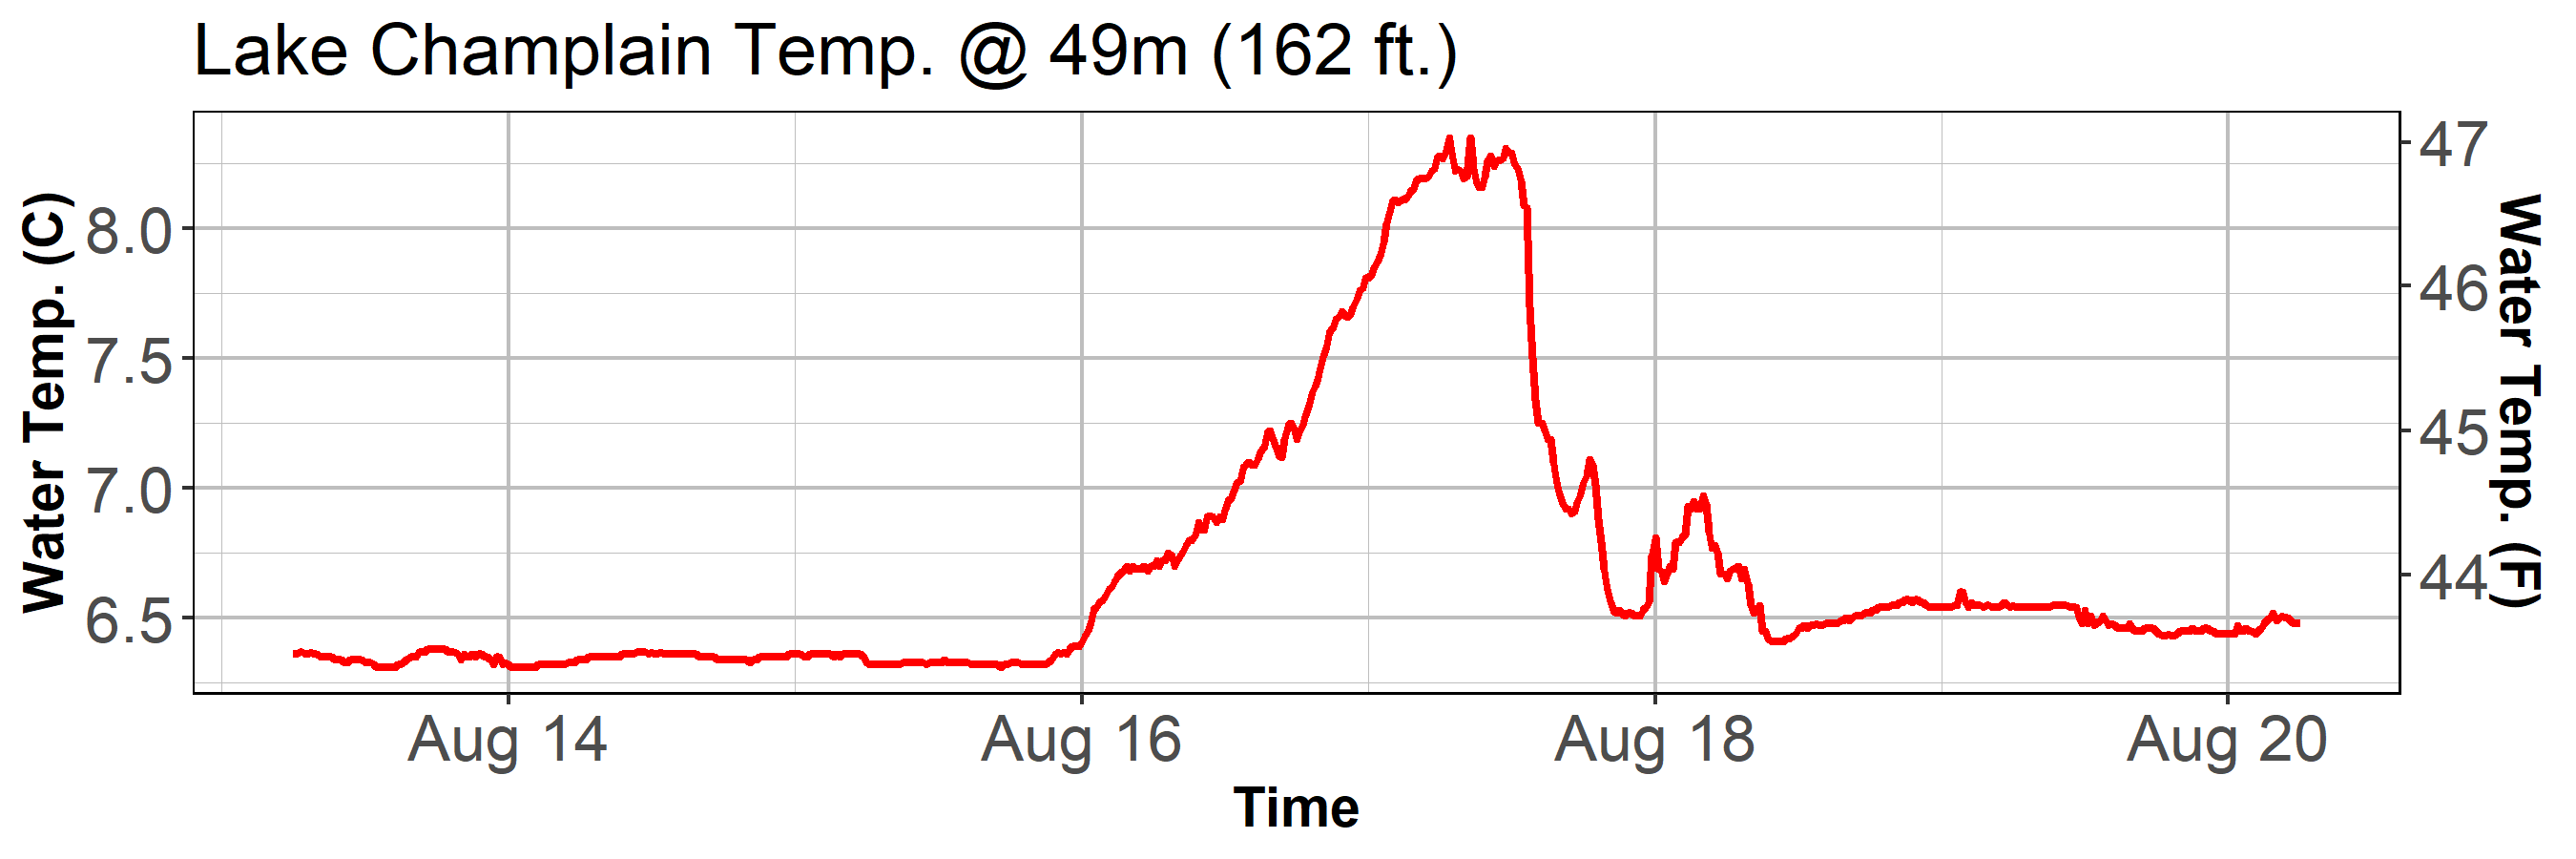 Lake Champlain Temp. @ 49m (162 ft.)
Water Temp. (C)
8.0
7.5
7.0
6.5
47
46
45
44
Water Temp. (F)
Aug 14 Aug 16 Aug 18 Aug 20
Time